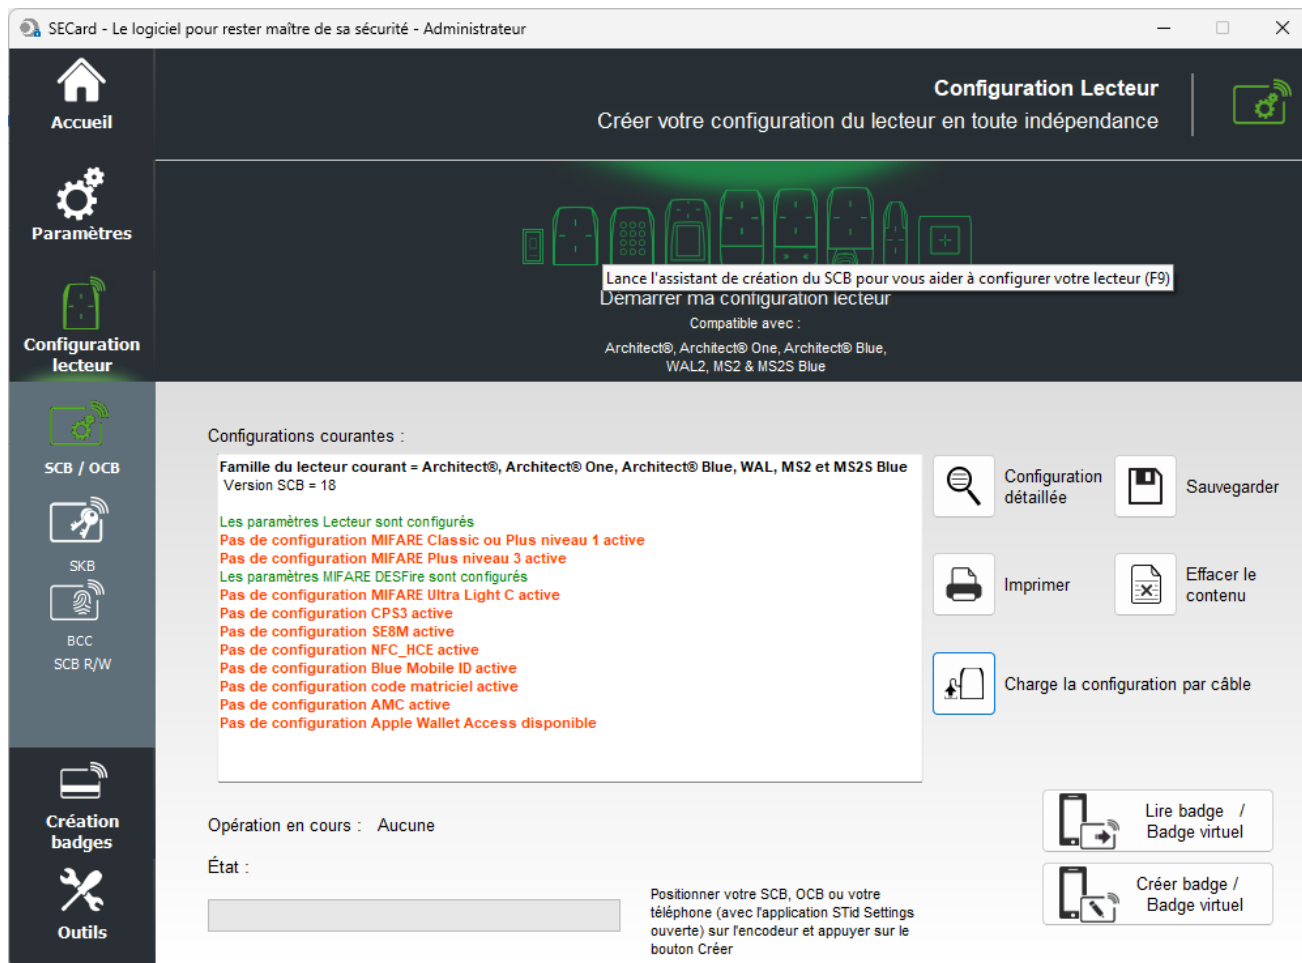 SECard - Le logiciel pour rester maître de sa sécurité - Administrateur
Accueil
Configuration Lecteur
Créer votre configuration du lecteur en toute indépendance
Paramètres
Lance l'assistant de création du SCB pour vous aider à configurer votre lecteur (F9)
Démarrer ma configuration lecteur
Compatible avec :
Architect®, Architect® One, Architect® Blue,
WAL2, MS2 & MS2S Blue
Configuration
lecteur
SCB / OCB
SKB
BCC
SCB R/W
Configurations courantes :
Famille du lecteur courant = Architect®, Architect® One, Architect® Blue, WAL, MS2 et MS2S Blue
Version SCB = 18
Les paramètres Lecteur sont configurés
Pas de configuration MIFARE Classic ou Plus niveau 1 active
Pas de configuration MIFARE Plus niveau 3 active
Les paramètres MIFARE DESFire sont configurés
Pas de configuration MIFARE Ultra Light C active
Pas de configuration CPS3 active
Pas de configuration SE8M active
Pas de configuration NFC_HCE active
Pas de configuration Blue Mobile ID active
Pas de configuration code matriciel active
Pas de configuration AMC active
Pas de configuration Apple Wallet Access disponible
Configuration
détaillée
Sauvegarder
Imprimer
Effacer le
contenu
Charge la configuration par câble
Création
badges
Outils
Opération en cours : Aucune
État :
Positionner votre SCB, OCB ou votre
téléphone (avec l'application STid Settings
ouverte) sur l'encodeur et appuyer sur le
bouton Créer
Lire badge /
Badge virtuel
Créer badge /
Badge virtuel